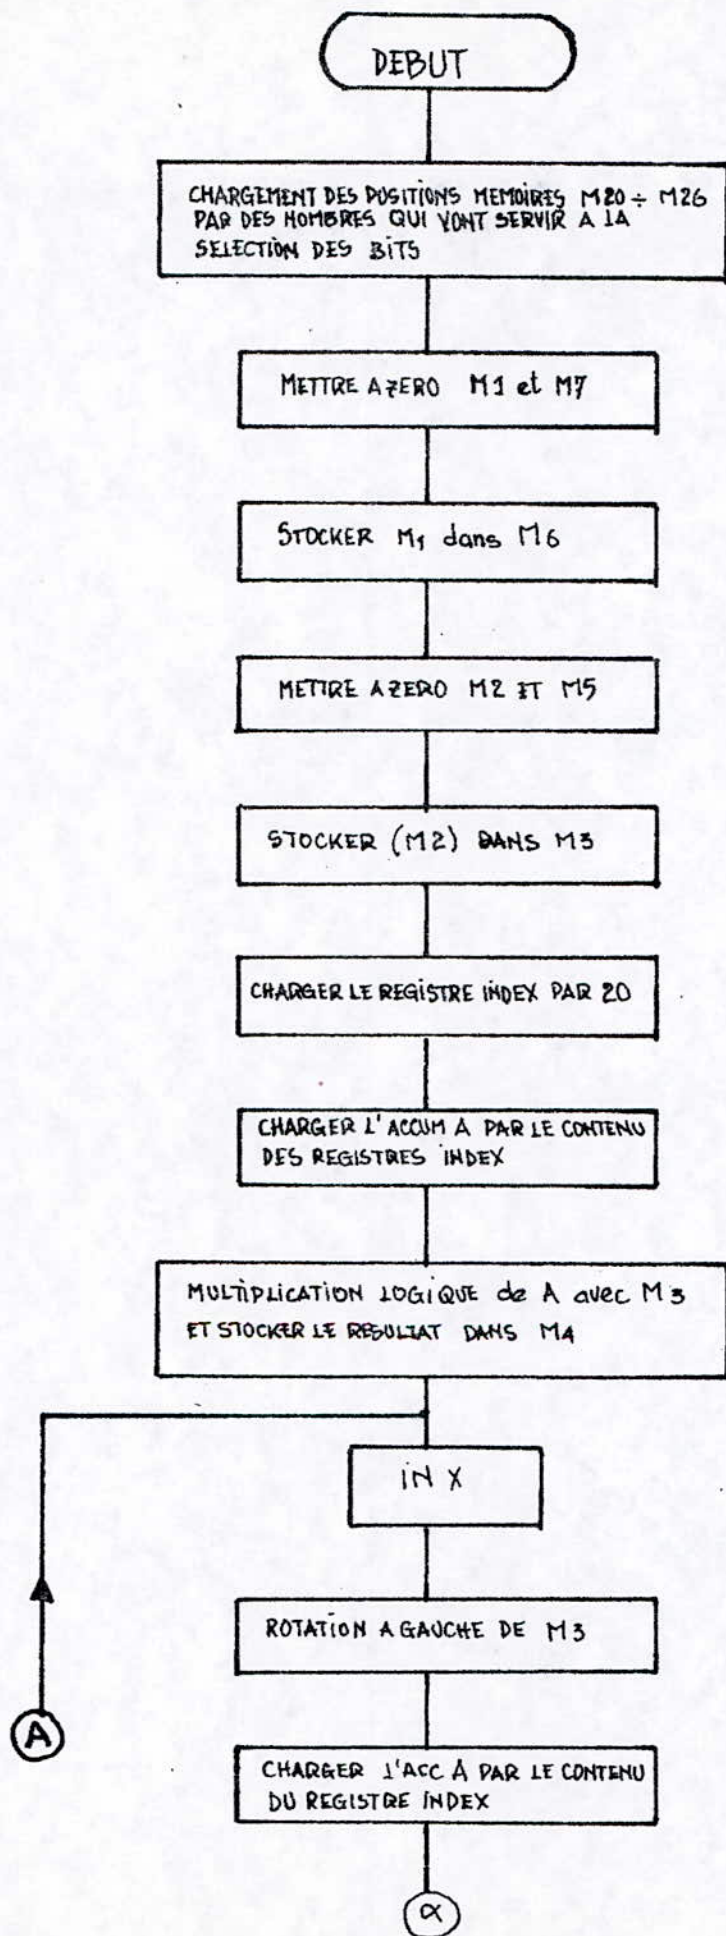 DEBUT
CHARGEMENT DES POSITIONS MEMOIRES M20 ÷ M26
PAR DES NOMBRES QUI VONT SERVIR A LA
SELECTION DES BITS
METTRE A ZERO M1 et M7
STOCKER M1 dans M6
METTRE A ZERO M2 ET M5
STOCKER (M2) DANS M3
CHARGER LE REGISTRE INDEX PAR 20
CHARGER L'ACCUM A PAR LE CONTENU
DES REGISTRES INDEX
MULTIPLICATION LOGIQUE de A avec M3
ET STOCKER LE RESULTAT DANS M4
IN X
ROTATION A GAUCHE DE M3
A
CHARGER L'ACC A PAR LE CONTENU
DU REGISTRE INDEX
α